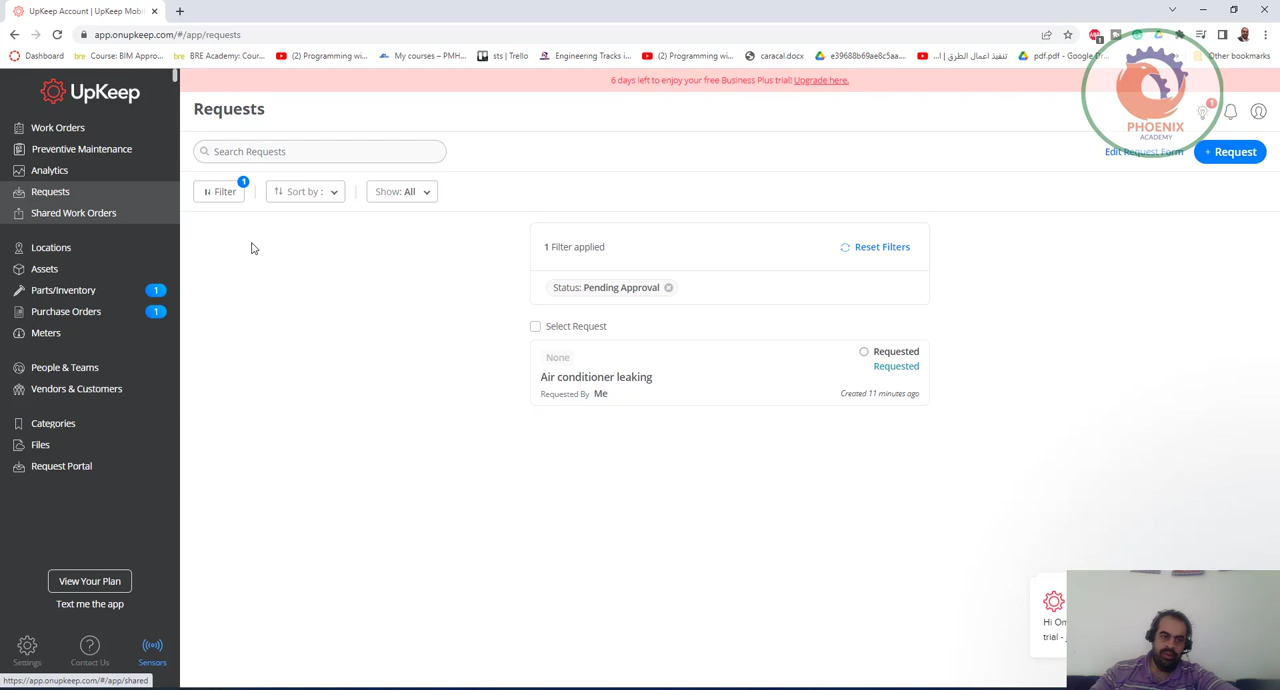 UpKeep Account | UpKeep Mobil
app.onupkeep.com/#/app/requests
Dashboard
bre Course: BIM Appro...
bre BRE Academy: Cour...
(2) Programming wi...
My courses – PMH...
sts | Trello
Engineering Tracks i...
(2) Programming wi...
caracal.docx
e39688b69ae8c5aa...
تنفيذ اعمال الطرق | ا...
pdf.pdf - Google Dr...
Other bookmarks
6 days left to enjoy your free Business Plus trial! Upgrade here.
UpKeep
Work Orders
Preventive Maintenance
Analytics
Requests
Shared Work Orders
Locations
Assets
Parts/Inventory 1
Purchase Orders 1
Meters
People & Teams
Vendors & Customers
Categories
Files
Request Portal
View Your Plan
Text me the app
Settings
Contact Us
Sensors
https://app.onupkeep.com/#/app/shared
Requests
1
PHOENIX
ACADEMY
Search Requests
Edit Request Form
+ Request
Filter 1
Sort by :
Show: All
1 Filter applied
Reset Filters
Status: Pending Approval
Select Request
None
Requested
Requested
Air conditioner leaking
Requested By Me
Created 11 minutes ago
Hi Om
trial -